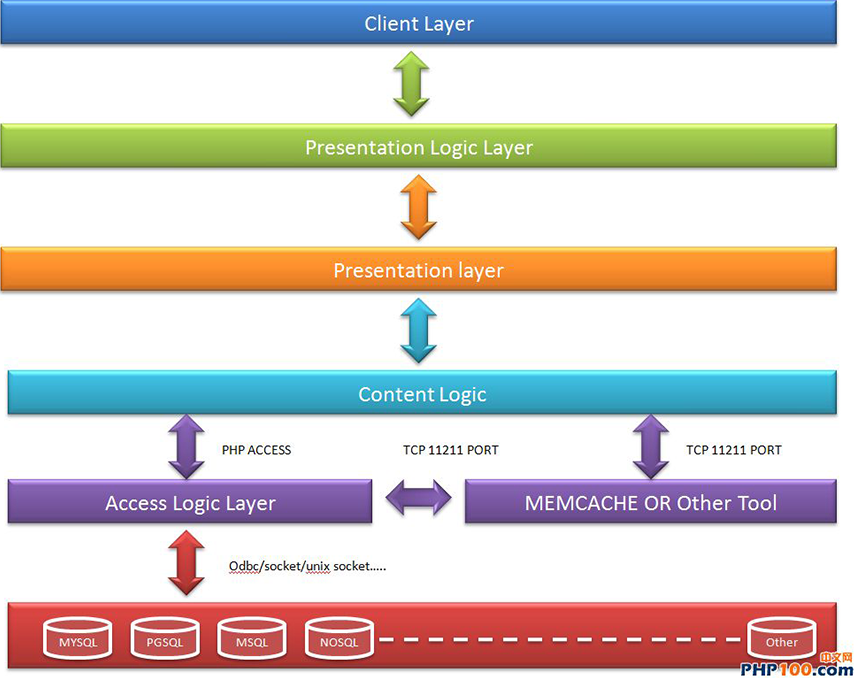 Client Layer
Presentation Logic Layer
Presentation layer
Content Logic
PHP ACCESS
TCP 11211 PORT
TCP 11211 PORT
Access Logic Layer
MEMCACHE OR Other Tool
Odbc/socket/unix socket.....
MYSQL
PGSQL
MSQL
NOSQL
Other
中文网
PHP100.com